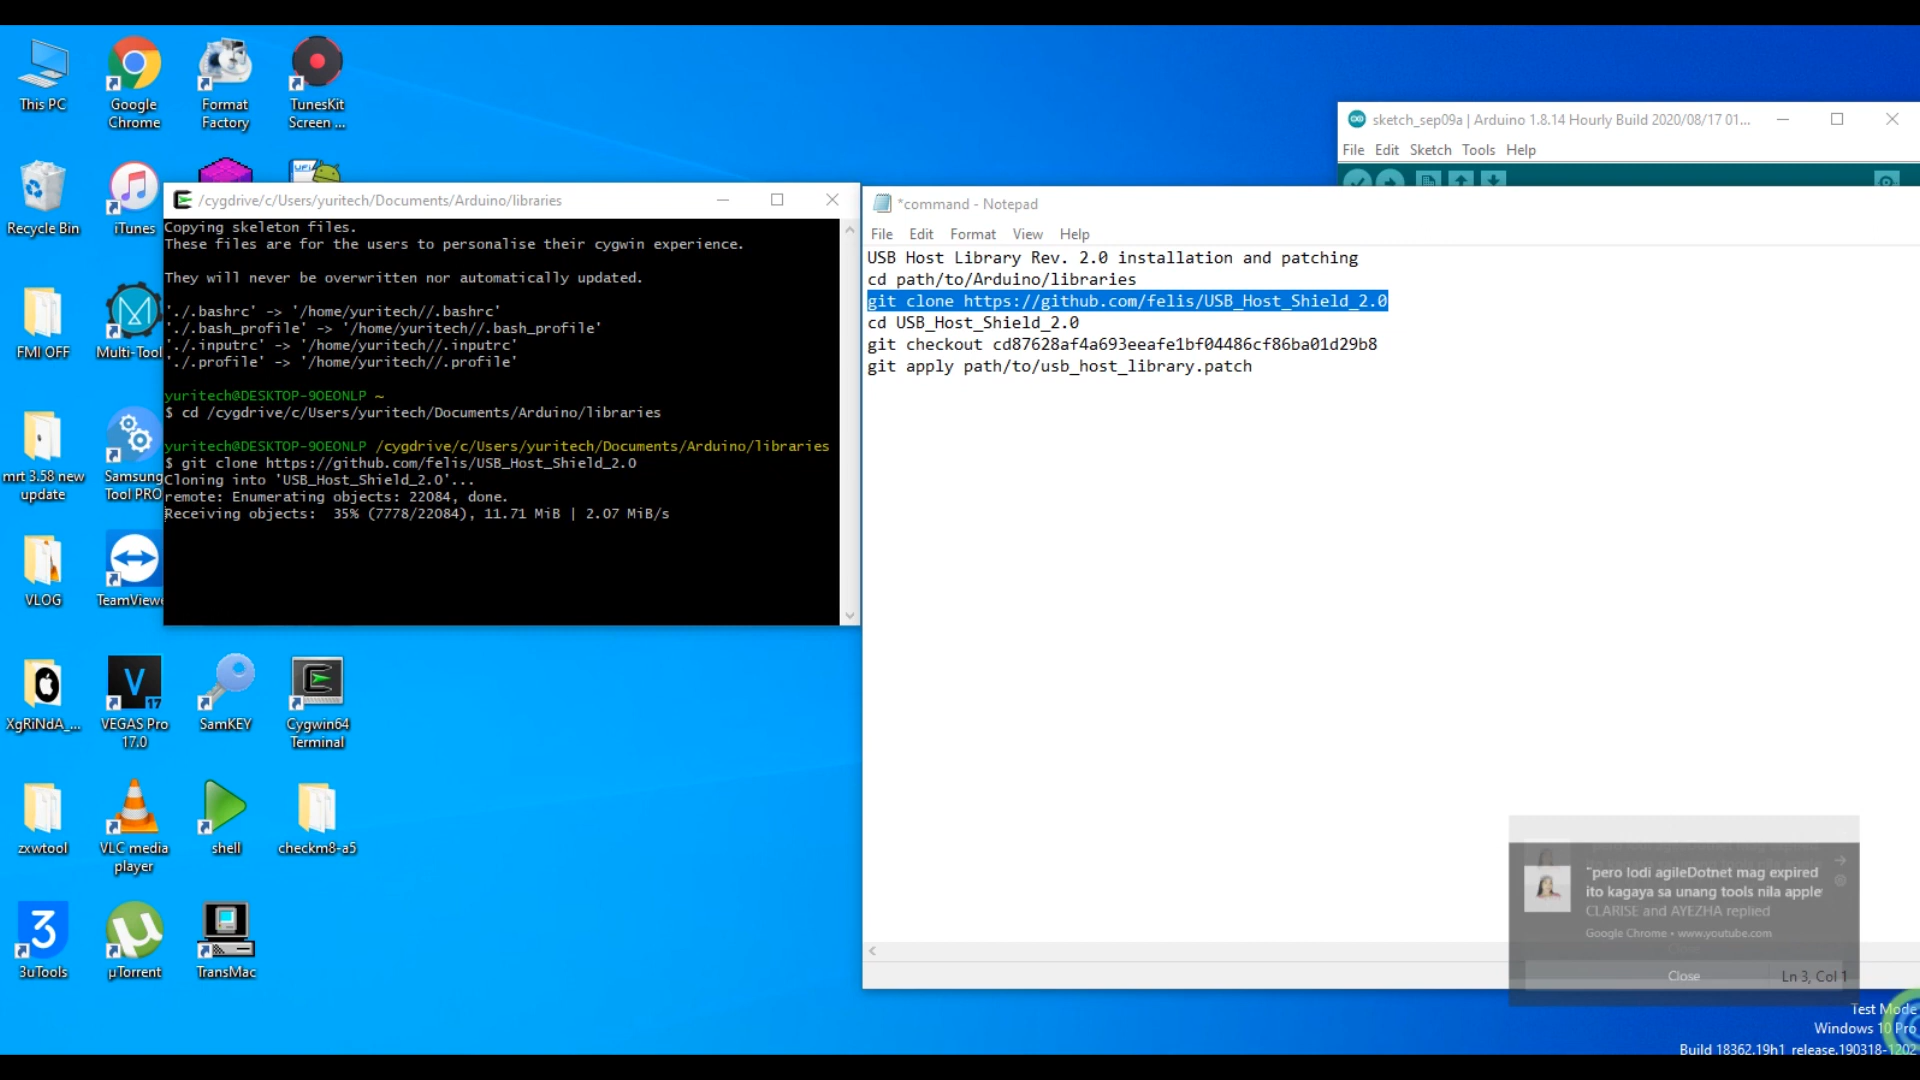 This PC
Google
Chrome
Format
Factory
TunesKit
Screen ...
Recycle Bin
iTunes
FMI OFF
Multi-Tool
mrt 3.58 new
update
Samsung
Tool PRO
VLOG
TeamViewe
XgRiNdA_...
VEGAS Pro
17.0
SamKEY
Cygwin64
Terminal
zxwtool
VLC media
player
shell
checkm8-a5
3uTools
µTorrent
TransMac
/cygdrive/c/Users/yuritech/Documents/Arduino/libraries
Copying skeleton files.
These files are for the users to personalise their cygwin experience.
They will never be overwritten nor automatically updated.
'./.bashrc' -> '/home/yuritech//.bashrc'
'./.bash_profile' -> '/home/yuritech//.bash_profile'
'./.inputrc' -> '/home/yuritech//.inputrc'
'./.profile' -> '/home/yuritech//.profile'
yuritech@DESKTOP-9OEONLP ~
$ cd /cygdrive/c/Users/yuritech/Documents/Arduino/libraries
yuritech@DESKTOP-9OEONLP /cygdrive/c/Users/yuritech/Documents/Arduino/libraries
$ git clone https://github.com/felis/USB_Host_Shield_2.0
Cloning into 'USB_Host_Shield_2.0'...
remote: Enumerating objects: 22084, done.
Receiving objects:  35% (7778/22084), 11.71 MiB | 2.07 MiB/s
sketch_sep09a | Arduino 1.8.14 Hourly Build 2020/08/17 01...
File Edit Sketch Tools Help
*command - Notepad
File Edit Format View Help
USB Host Library Rev. 2.0 installation and patching
cd path/to/Arduino/libraries
git clone https://github.com/felis/USB_Host_Shield_2.0
cd USB_Host_Shield_2.0
git checkout cd87628af4a693eeafe1bf04486cf86ba01d29b8
git apply path/to/usb_host_library.patch
"pero lodi agileDotnet mag expired
ito kagaya sa unang tools nila apple
CLARISE and AYEZHA replied
Google Chrome • www.youtube.com
Close
Ln 3, Col 1
Test Mode
Windows 10 Pro
Build 18362.19h1_release.190318-1202